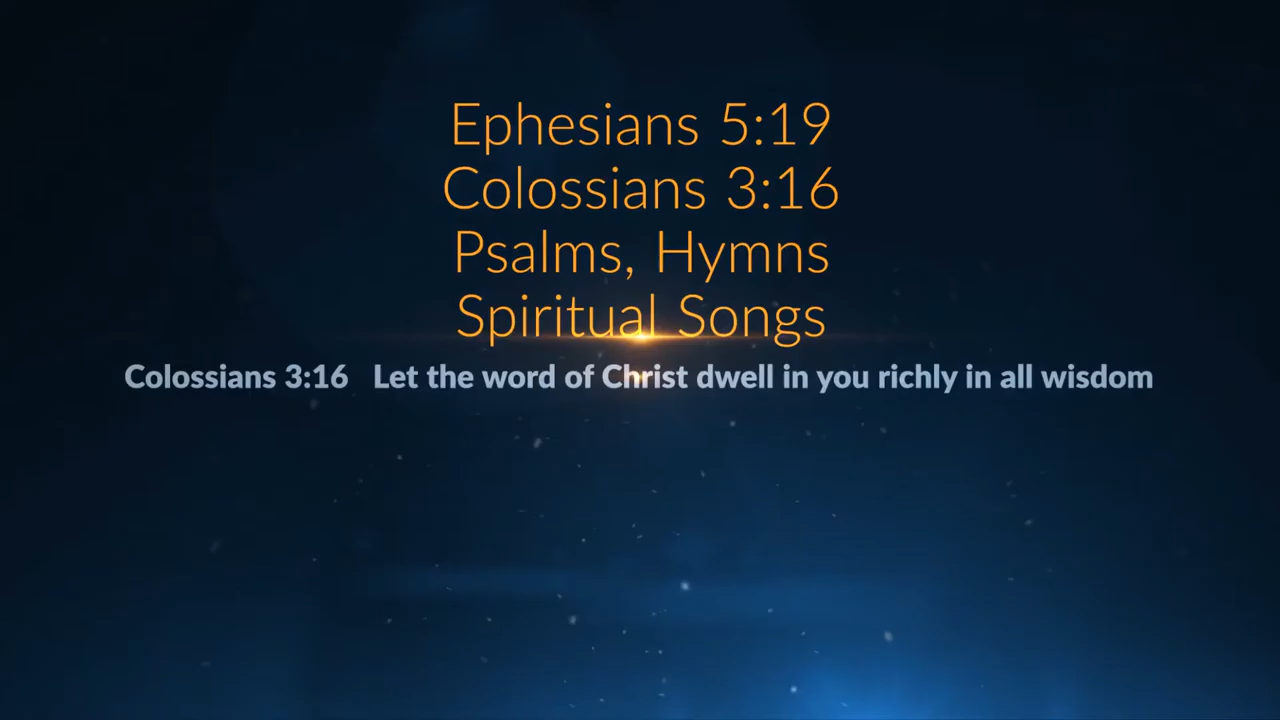 Ephesians 5:19
Colossians 3:16
Psalms, Hymns
Spiritual Songs
Colossians 3:16 Let the word of Christ dwell in you richly in all wisdom